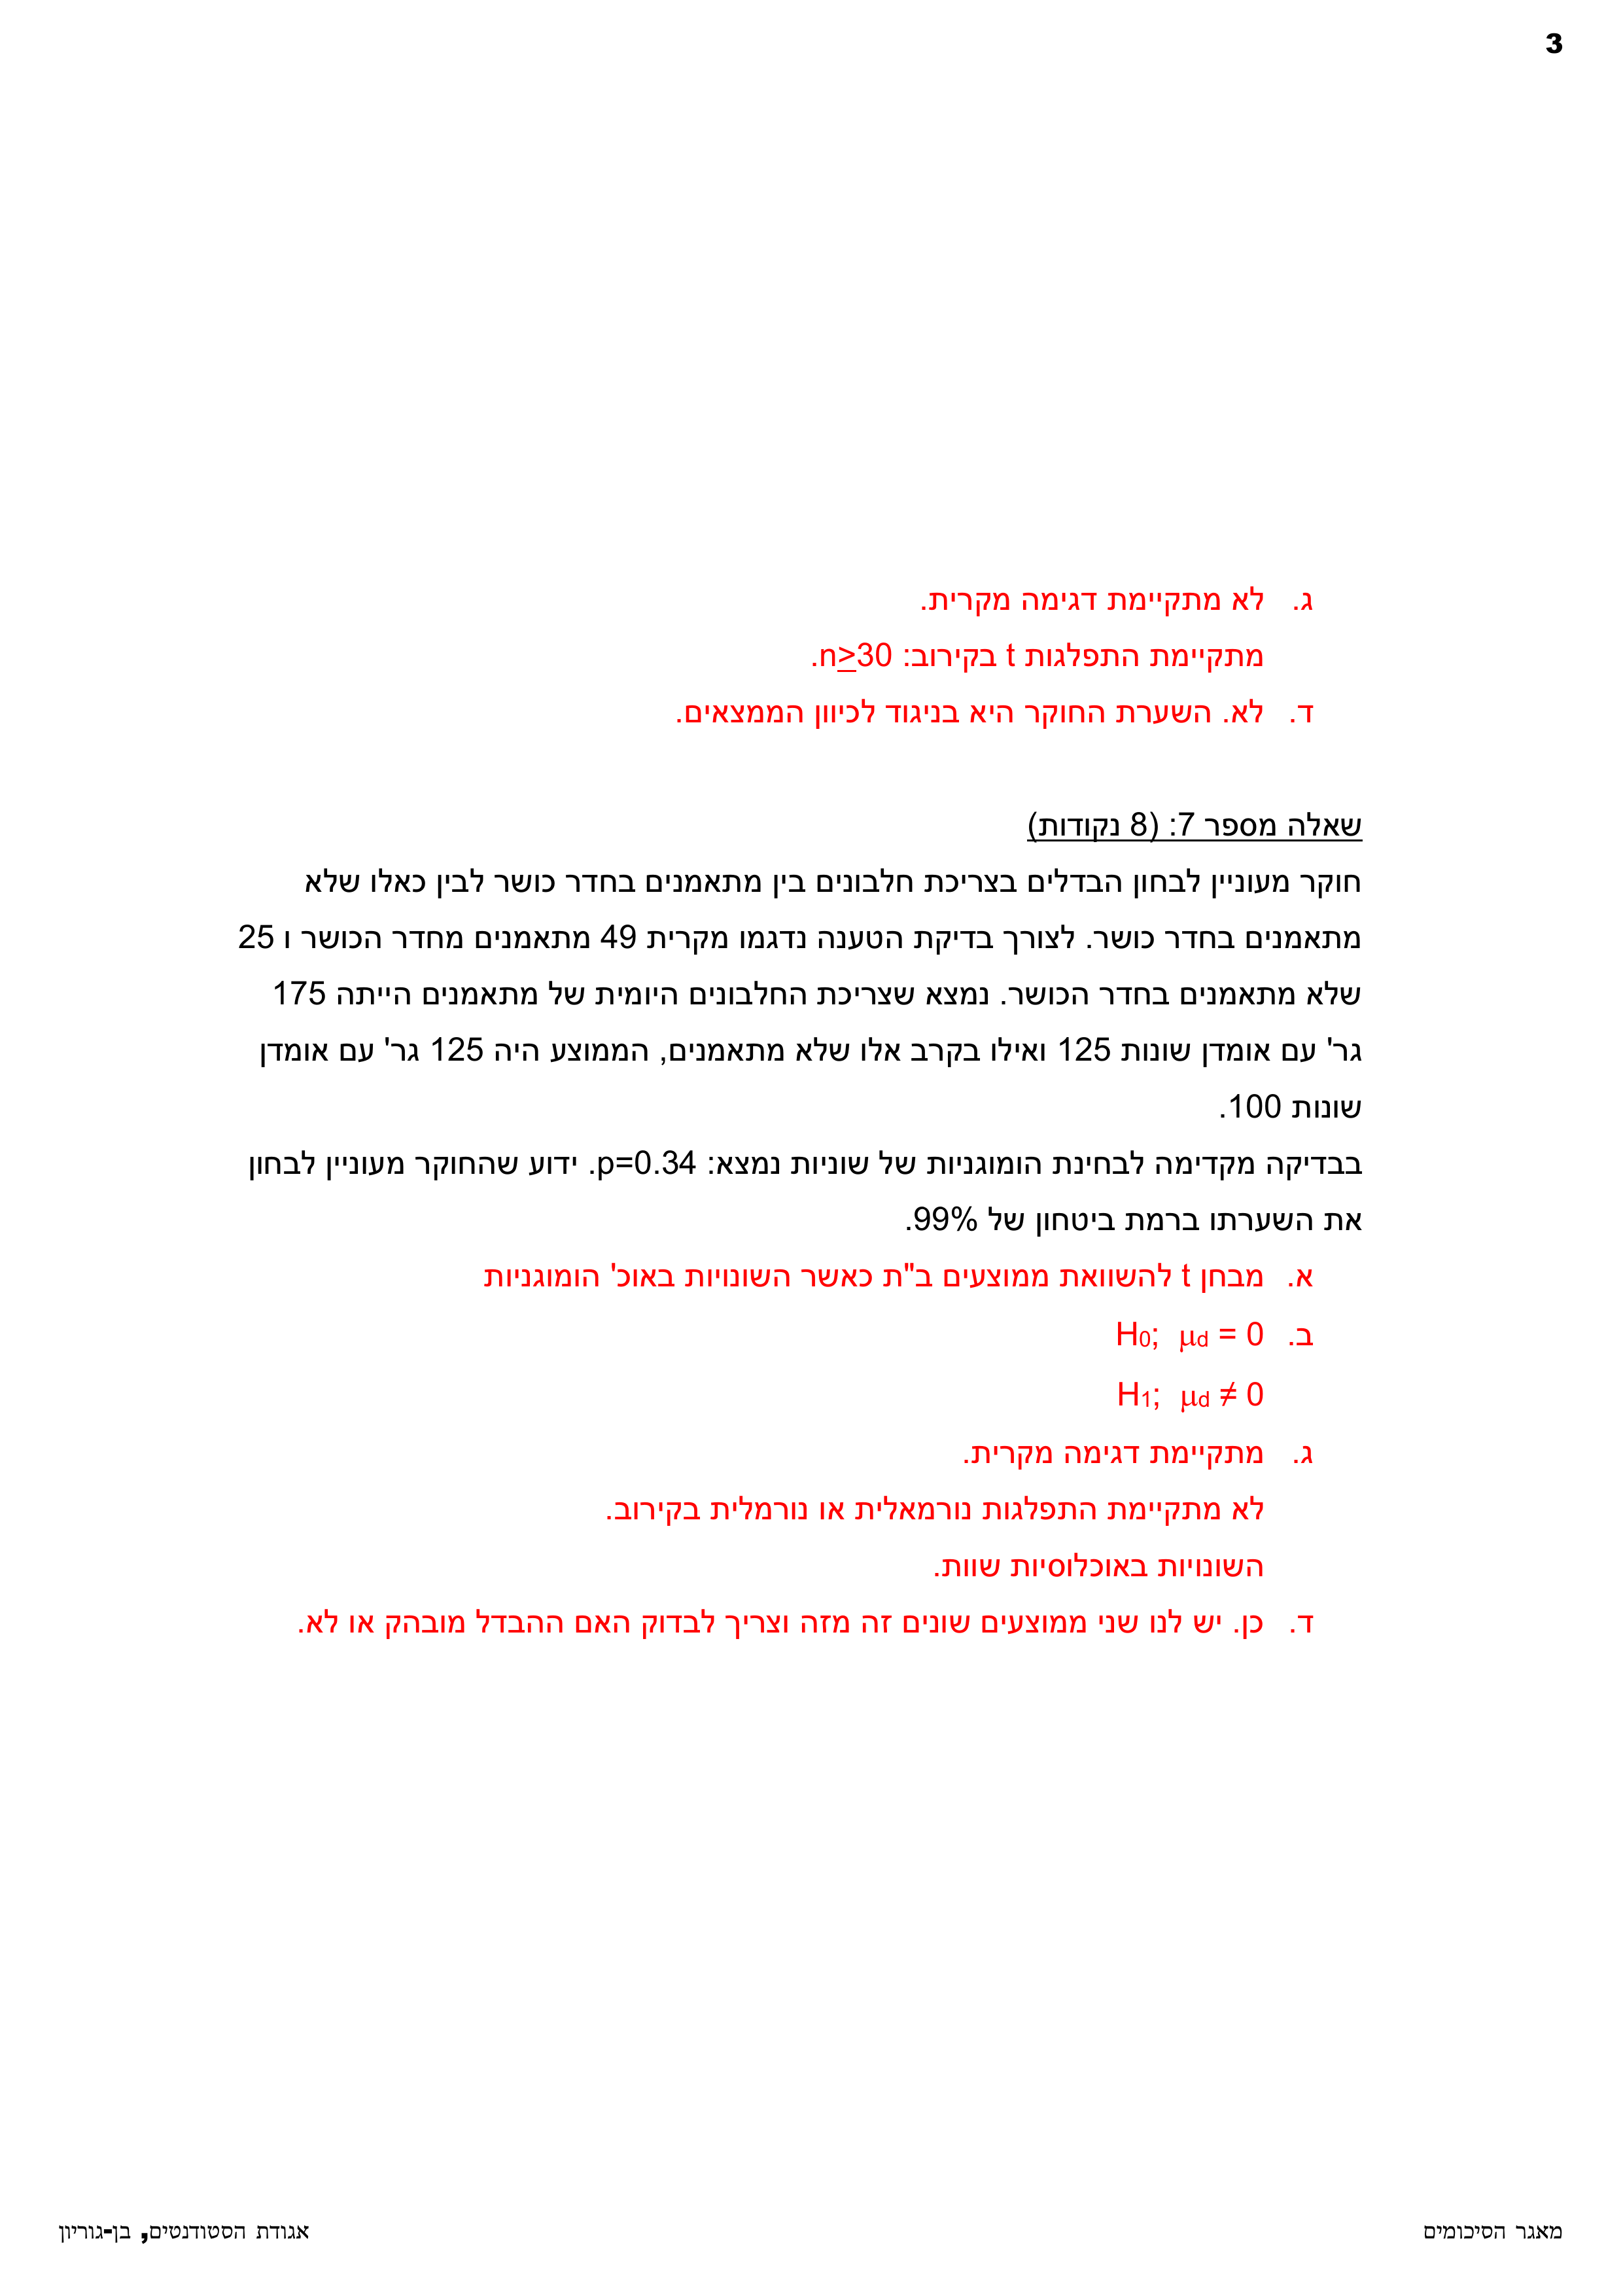 3
ג. לא מתקיימת דגימה מקרית.
מתקיימת התפלגות t בקירוב: n≥30.
ד. לא. השערת החוקר היא בניגוד לכיוון הממצאים.
שאלה מספר 7: (8 נקודות)
חוקר מעוניין לבחון הבדלים בצריכת חלבונים בין מתאמנים בחדר כושר לבין כאלו שלא
מתאמנים בחדר כושר. לצורך בדיקת הטענה נדגמו מקרית 49 מתאמנים מחדר הכושר ו 25
שלא מתאמנים בחדר הכושר. נמצא שצריכת החלבונים היומית של מתאמנים הייתה 175
גר' עם אומדן שונות 125 ואילו בקרב אלו שלא מתאמנים, הממוצע היה 125 גר' עם אומדן
שונות 100.
בבדיקה מקדימה לבחינת הומוגניות של שוניות נמצא: p=0.34. ידוע שהחוקר מעוניין לבחון
את השערתו ברמת ביטחון של 99%.
א. מבחן t להשוואת ממוצעים ב"ת כאשר השונויות באוכ' הומוגניות
ב. H0; μd = 0
H1; μd ≠ 0
ג. מתקיימת דגימה מקרית.
לא מתקיימת התפלגות נורמאלית או נורמלית בקירוב.
השונויות באוכלוסיות שוות.
ד. כן. יש לנו שני ממוצעים שונים זה מזה וצריך לבדוק האם ההבדל מובהק או לא.
מאגר הסיכומים
אגודת הסטודנטים, בן-גוריון